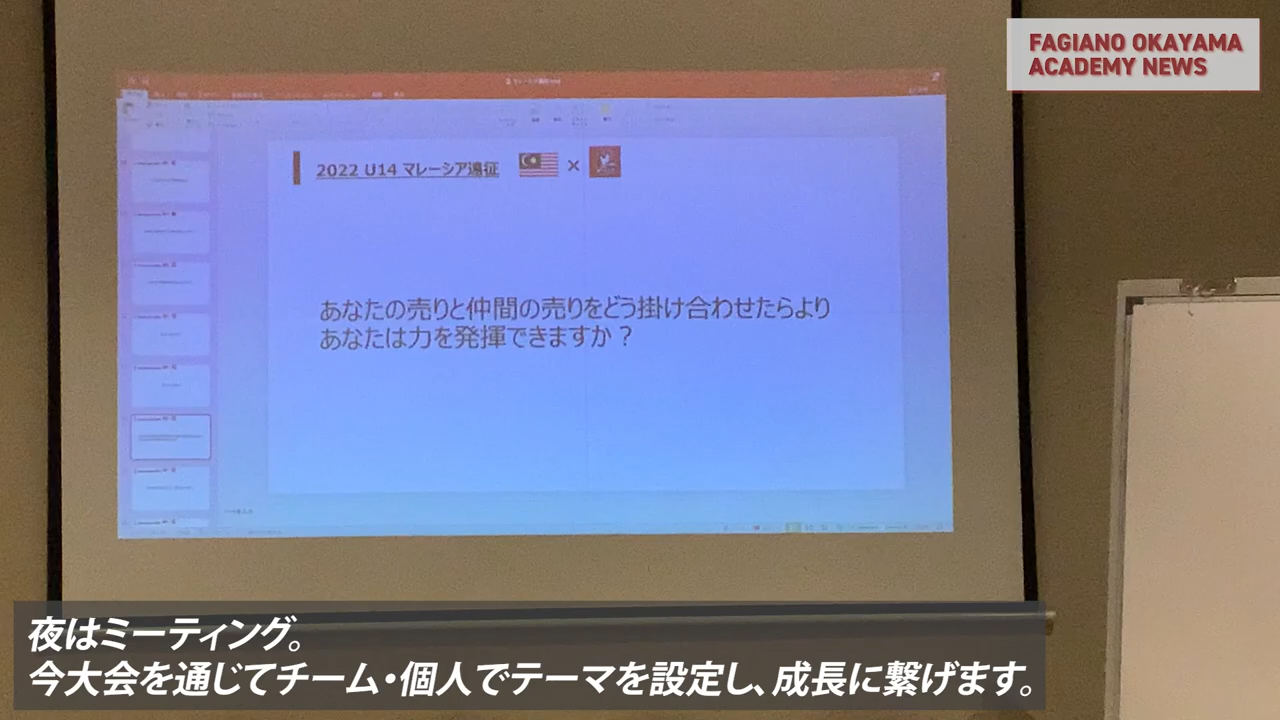 FAGIANO OKAYAMA
ACADEMY NEWS
2022 U14 マレーシア遠征
×
あなたの売りと仲間の売りをどう掛け合わせたらより
あなたは力を発揮できますか？
夜はミーティング。
今大会を通じてチーム・個人でテーマを設定し、成長に繋げます。